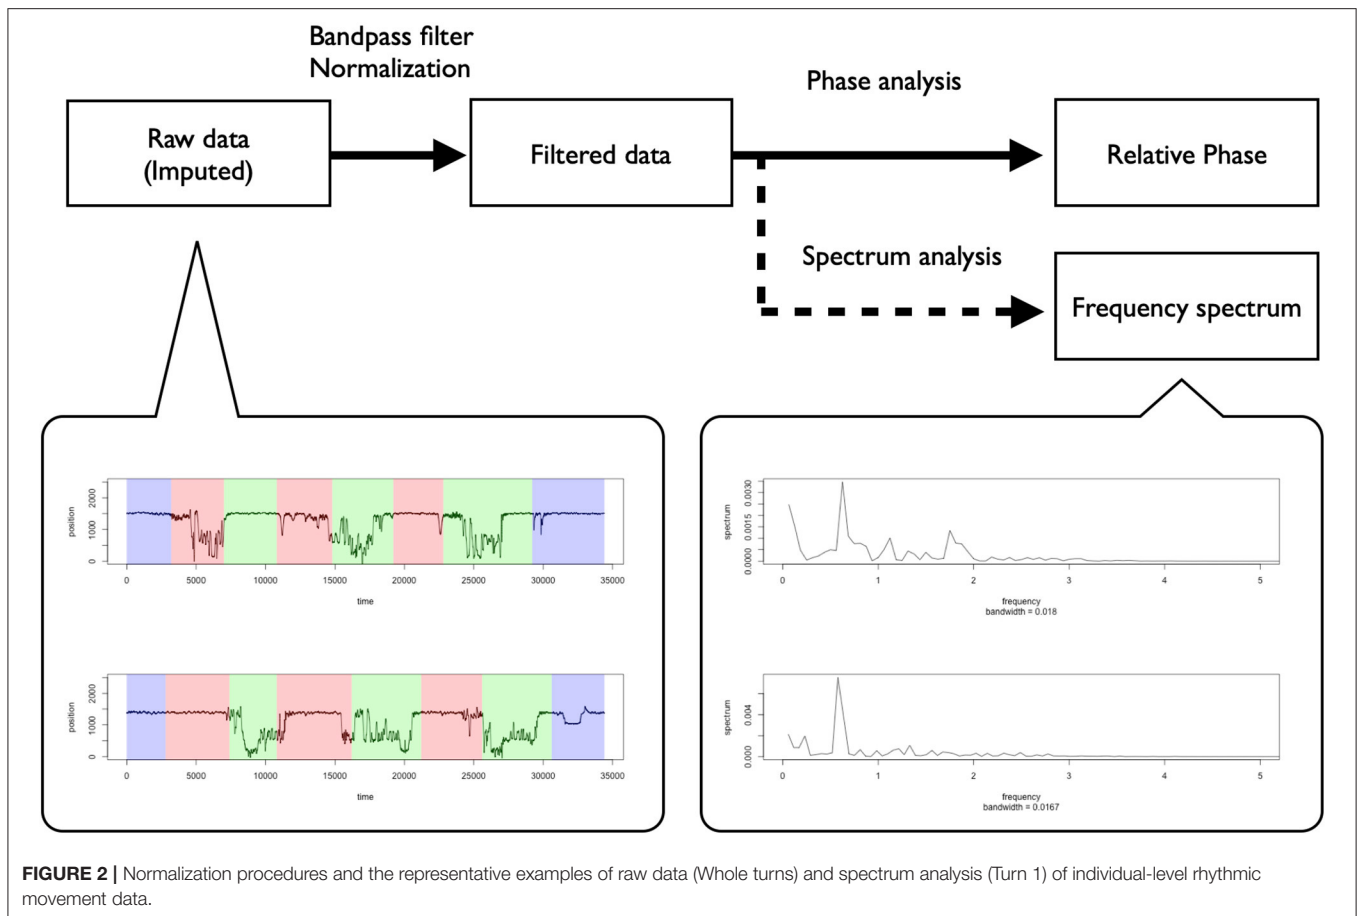 Bandpass filter
Normalization
Phase analysis
Raw data
(Imputed)
Filtered data
Relative Phase
Spectrum analysis
Frequency spectrum
position
0 1000 2000
0 5000 10000 15000 20000 25000 30000 35000
time
position
0 1000 2000
0 5000 10000 15000 20000 25000 30000 35000
time
spectrum
0.0000 0.0015 0.0030
0 1 2 3 4 5
frequency
bandwidth = 0.018
spectrum
0.000 0.004
0 1 2 3 4 5
frequency
bandwidth = 0.0167
FIGURE 2 | Normalization procedures and the representative examples of raw data (Whole turns) and spectrum analysis (Turn 1) of individual-level rhythmic
movement data.